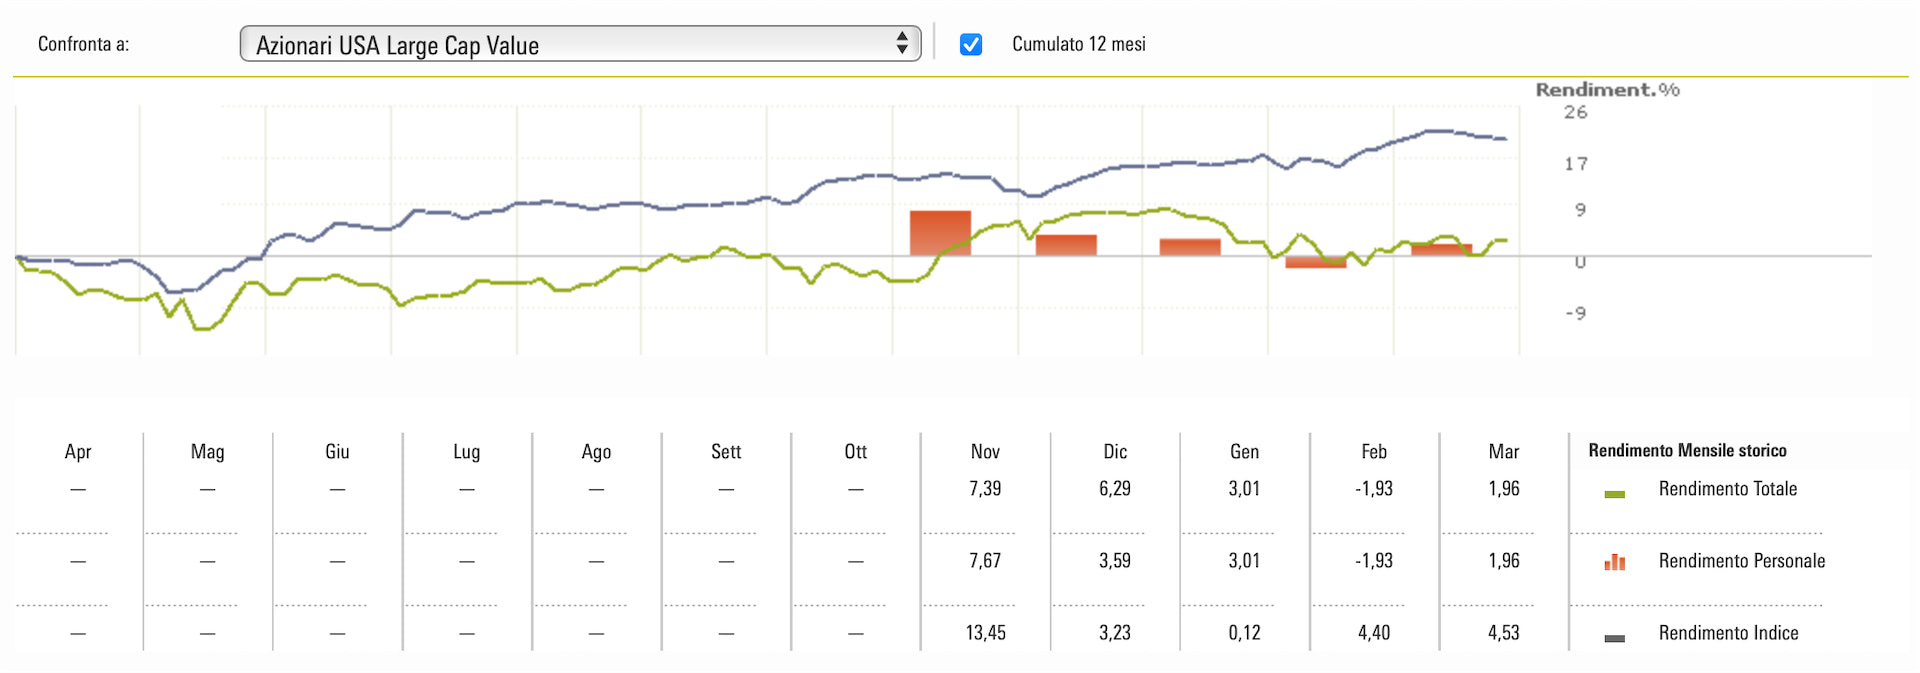 Confronta a: Azionari USA Large Cap Value Cumulato 12 mesi
Rendiment.%
26
17
9
0
-9
Apr Mag Giu Lug Ago Sett Ott Nov Dic Gen Feb Mar Rendimento Mensile storico
— — — — — — — 7,39 6,29 3,01 -1,93 1,96 Rendimento Totale
— — — — — — — 7,67 3,59 3,01 -1,93 1,96 Rendimento Personale
— — — — — — — 13,45 3,23 0,12 4,40 4,53 Rendimento Indice